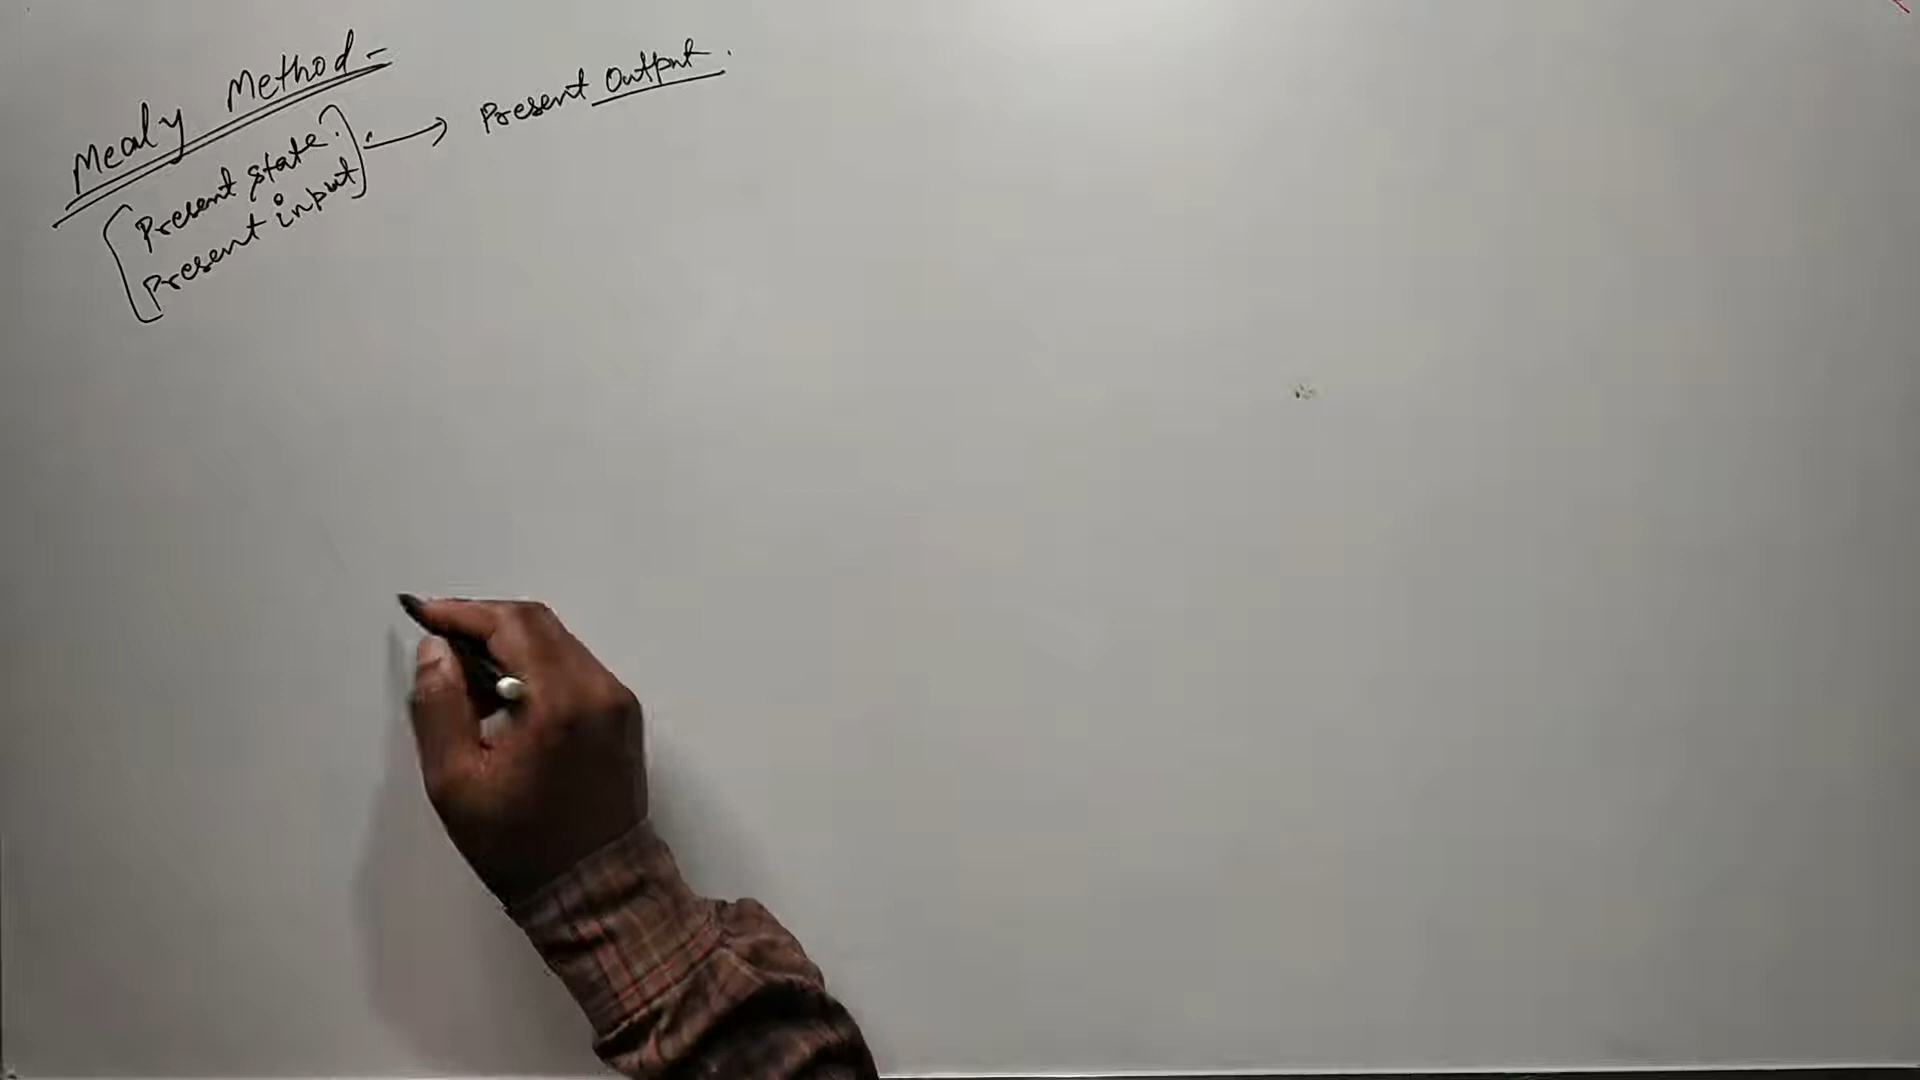 Mealy Method -
Present state. → Present Output.
Present input